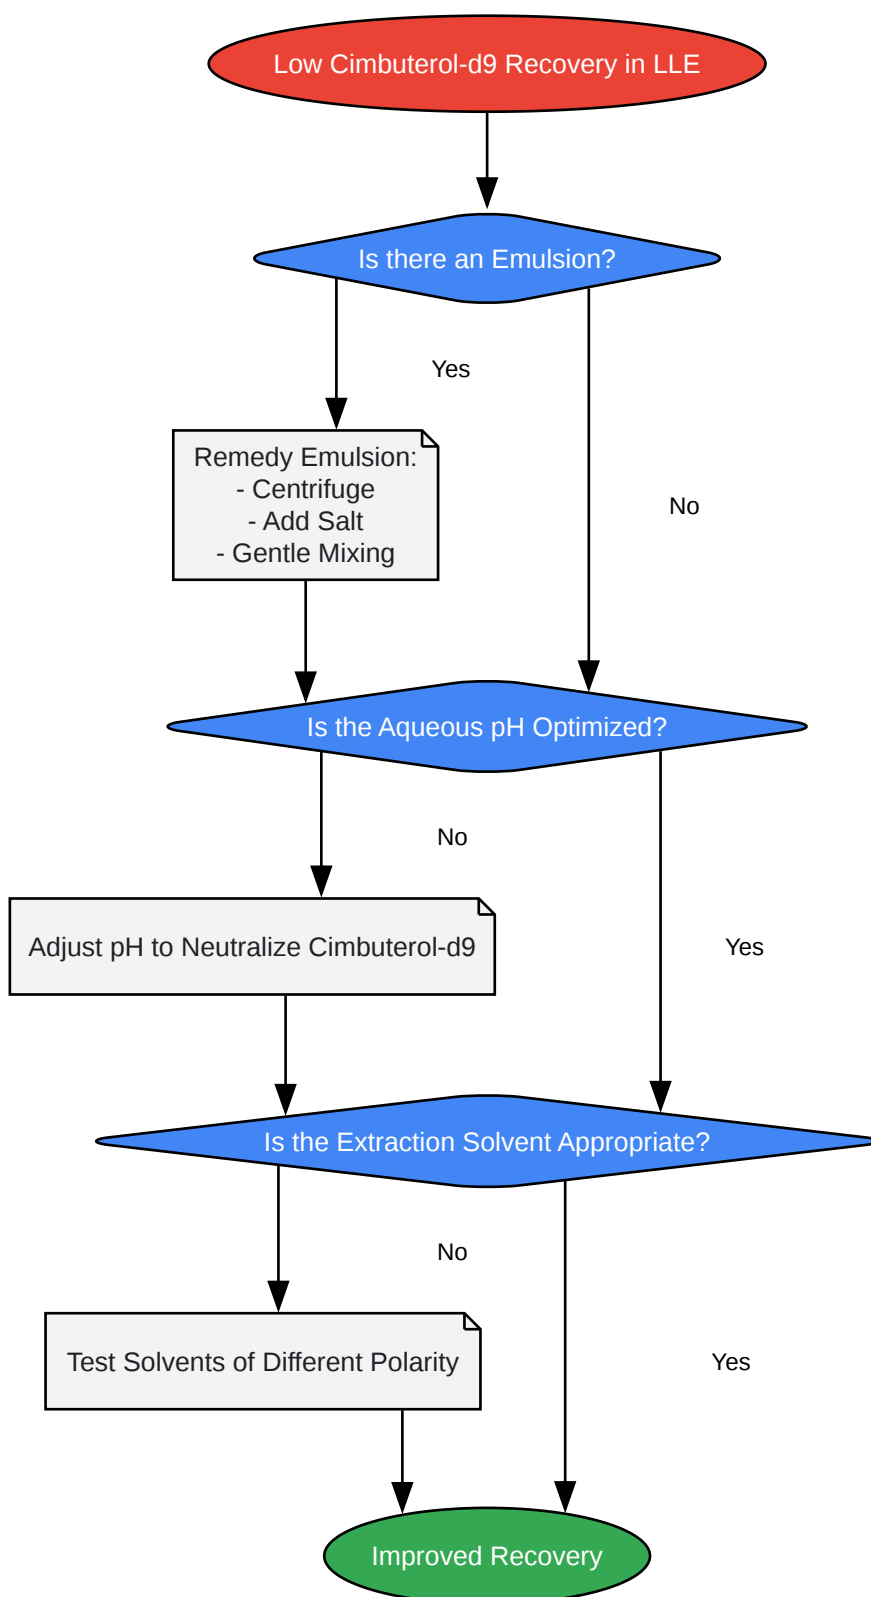 Low Cimbuterol-d9 Recovery in LLE
Is there an Emulsion?
Yes
Remedy Emulsion:
- Centrifuge
- Add Salt
- Gentle Mixing
No
Is the Aqueous pH Optimized?
No
Adjust pH to Neutralize Cimbuterol-d9
Yes
Is the Extraction Solvent Appropriate?
No
Test Solvents of Different Polarity
Yes
Improved Recovery